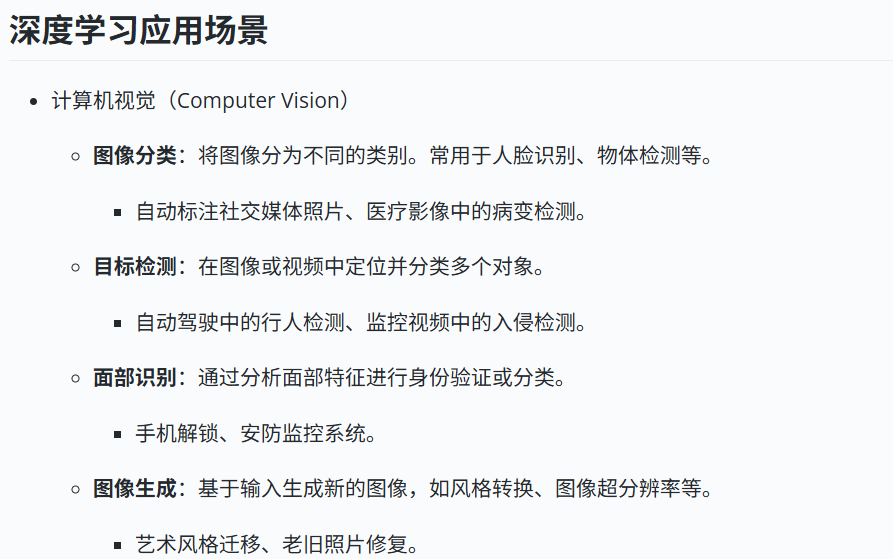 深度学习应用场景
计算机视觉（Computer Vision）
图像分类：将图像分为不同的类别。常用于人脸识别、物体检测等。
自动标注社交媒体照片、医疗影像中的病变检测。
目标检测：在图像或视频中定位并分类多个对象。
自动驾驶中的行人检测、监控视频中的入侵检测。
面部识别：通过分析面部特征进行身份验证或分类。
手机解锁、安防监控系统。
图像生成：基于输入生成新的图像，如风格转换、图像超分辨率等。
艺术风格迁移、老旧照片修复。